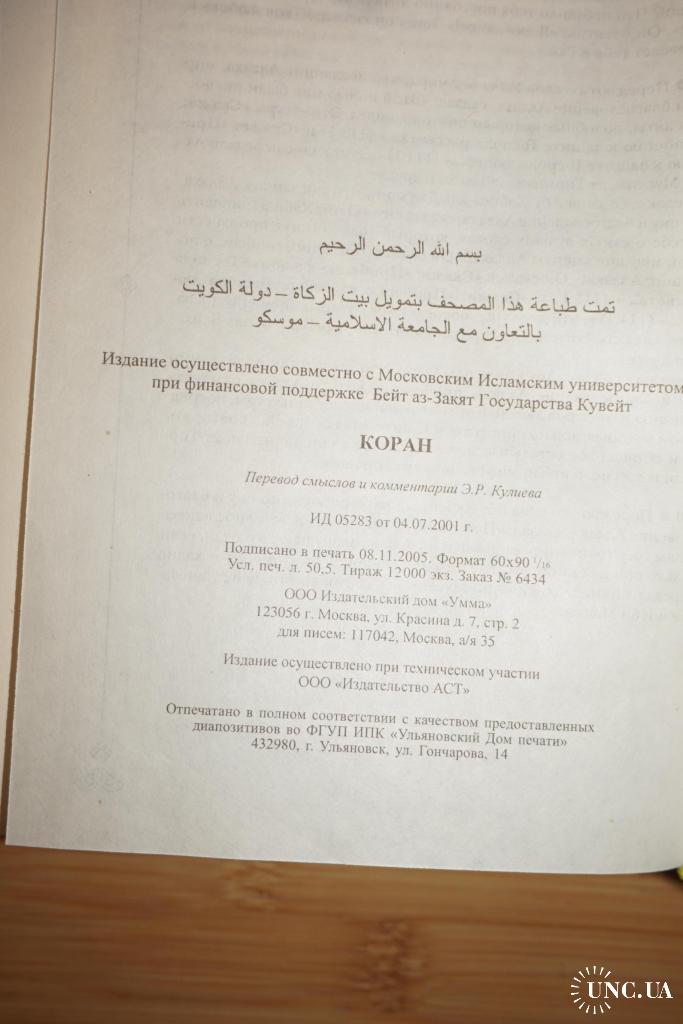 بسم الله الرحمن الرحيم
تمت طباعة هذا المصحف بتمويل بيت الزكاة – دولة الكويت
بالتعاون مع الجامعة الاسلامية – موسكو
Издание осуществлено совместно с Московским Исламским университетом
при финансовой поддержке Бейт аз-Закят Государства Кувейт
КОРАН
Перевод смыслов и комментарии Э.Р. Кулиева
ИД 05283 от 04.07.2001 г.
Подписано в печать 08.11.2005. Формат 60x90 1/16
Усл. печ. л. 50,5. Тираж 12000 экз. Заказ № 6434
ООО Издательский дом «Умма»
123056 г. Москва, ул. Красина д. 7, стр. 2
для писем: 117042, Москва, а/я 35
Издание осуществлено при техническом участии
ООО «Издательство АСТ»
Отпечатано в полном соответствии с качеством предоставленных
диапозитивов во ФГУП ИПК «Ульяновский Дом печати»
432980, г. Ульяновск, ул. Гончарова, 14
UNC.UA